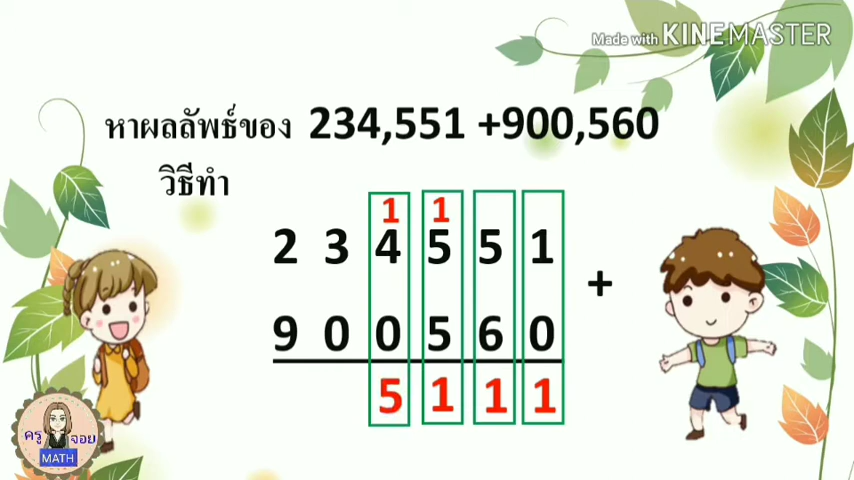 Made with KINEMASTER
หาผลลัพธ์ของ 234,551 +900,560
วิธีทำ
1 1
2 3 4 5 5 1
+
9 0 0 5 6 0
5 1 1 1
ครู จอย
MATH